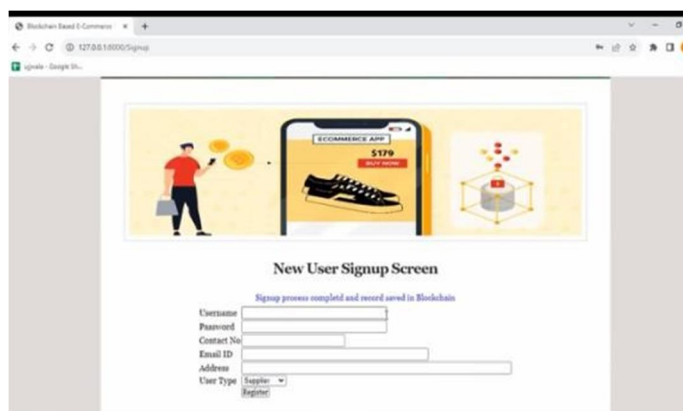 Blockchain Based E-Commerce
127.0.0.1:8000/Signup
ECOMMERCE APP
$179
BUY NOW
New User Signup Screen
Signup process completd and record saved in Blockchain
Username
Password
Contact No
Email ID
Address
User Type Supplier
Register